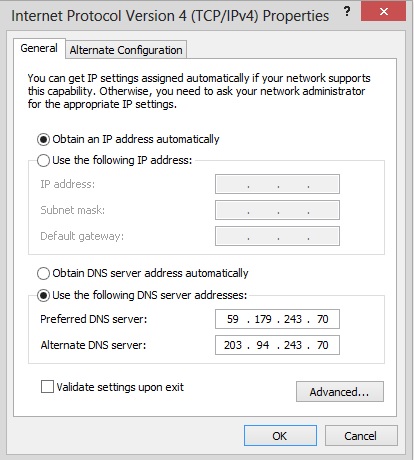 Internet Protocol Version 4 (TCP/IPv4) Properties ? ×
General Alternate Configuration
You can get IP settings assigned automatically if your network supports
this capability. Otherwise, you need to ask your network administrator
for the appropriate IP settings.
Obtain an IP address automatically
Use the following IP address:
IP address: . . .
Subnet mask: . . .
Default gateway: . . .
Obtain DNS server address automatically
Use the following DNS server addresses:
Preferred DNS server: 59 . 179 . 243 . 70
Alternate DNS server: 203 . 94 . 243 . 70
Validate settings upon exit
Advanced...
OK Cancel